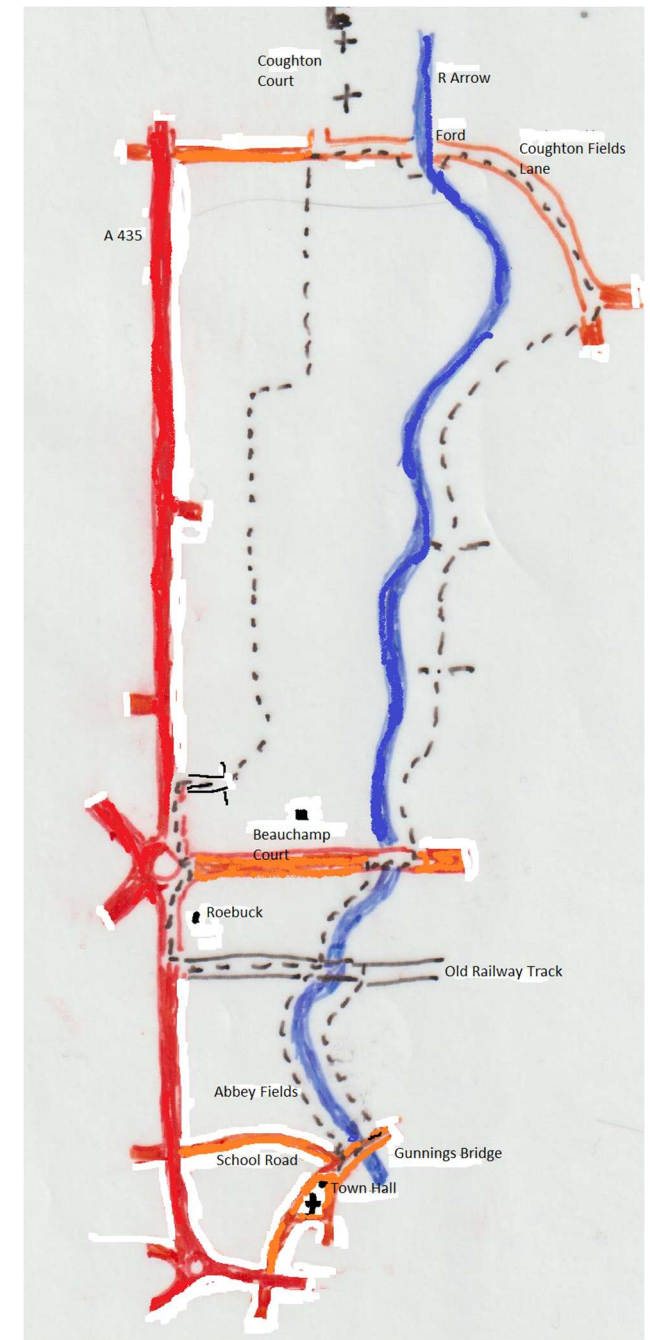 Coughton
Court
R Arrow
Ford
Coughton Fields
Lane
A 435
Beauchamp
Court
Roebuck
Old Railway Track
Abbey Fields
School Road
Gunnings Bridge
Town Hall